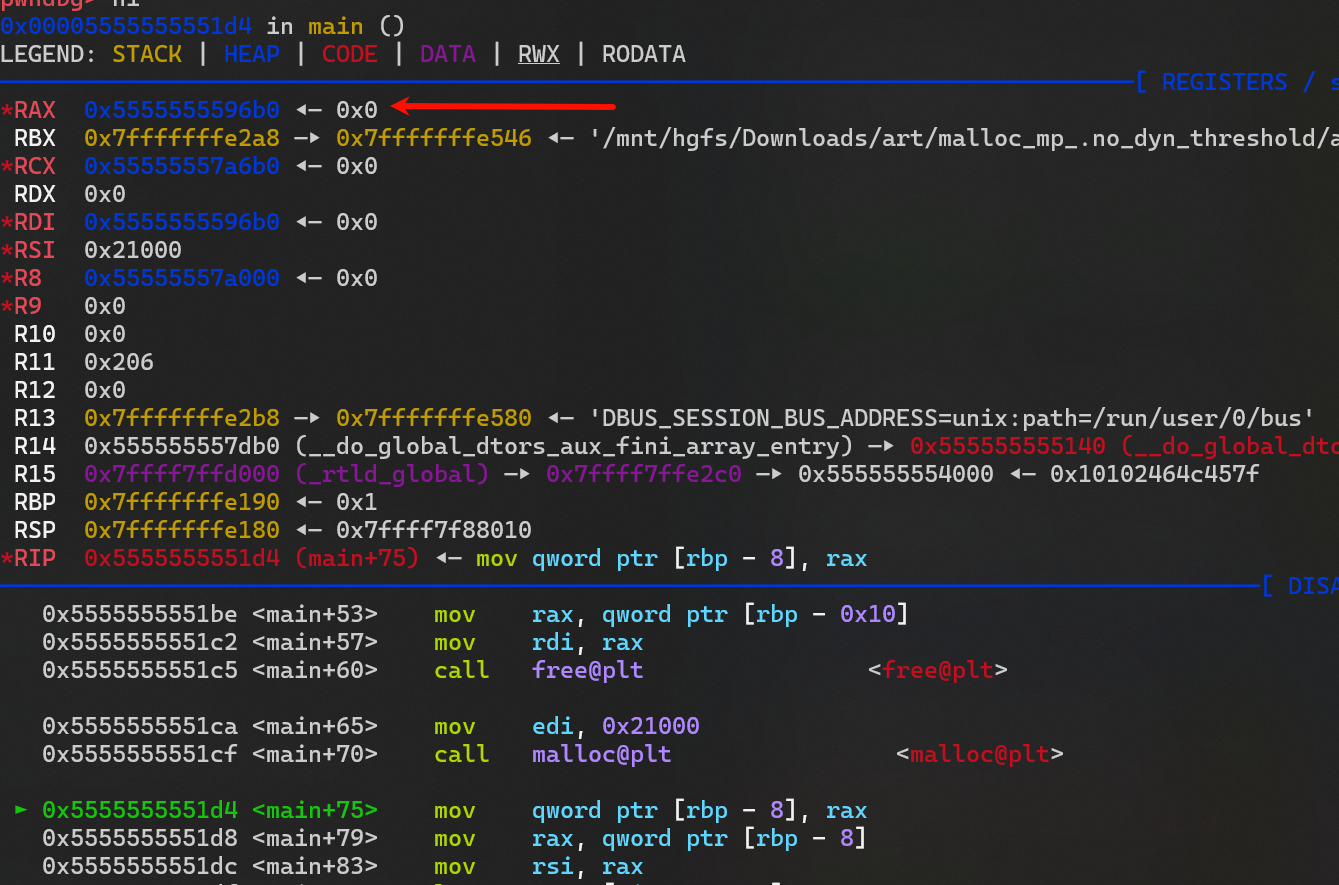 pwndbg> ni
0x00005555555551d4 in main ()
LEGEND: STACK | HEAP | CODE | DATA | RWX | RODATA
[ REGISTERS / s
*RAX  0x5555555596b0 ◂— 0x0
 RBX  0x7fffffffe2a8 —▸ 0x7fffffffe546 ◂— '/mnt/hgfs/Downloads/art/malloc_mp_.no_dyn_threshold/a
*RCX  0x55555557a6b0 ◂— 0x0
 RDX  0x0
*RDI  0x5555555596b0 ◂— 0x0
*RSI  0x21000
*R8   0x55555557a000 ◂— 0x0
*R9   0x0
 R10  0x0
 R11  0x206
 R12  0x0
 R13  0x7fffffffe2b8 —▸ 0x7fffffffe580 ◂— 'DBUS_SESSION_BUS_ADDRESS=unix:path=/run/user/0/bus'
 R14  0x555555557db0 (__do_global_dtors_aux_fini_array_entry) —▸ 0x555555555140 (__do_global_dto
 R15  0x7ffff7ffd000 (_rtld_global) —▸ 0x7ffff7ffe2c0 —▸ 0x555555554000 ◂— 0x10102464c457f
 RBP  0x7fffffffe190 ◂— 0x1
 RSP  0x7fffffffe180 —▸ 0x7ffff7f88010
*RIP  0x5555555551d4 (main+75) ◂— mov qword ptr [rbp - 8], rax
[ DISA
   0x5555555551be <main+53>    mov    rax, qword ptr [rbp - 0x10]
   0x5555555551c2 <main+57>    mov    rdi, rax
   0x5555555551c5 <main+60>    call   free@plt                <free@plt>
   0x5555555551ca <main+65>    mov    edi, 0x21000
   0x5555555551cf <main+70>    call   malloc@plt                <malloc@plt>
 ► 0x5555555551d4 <main+75>    mov    qword ptr [rbp - 8], rax
   0x5555555551d8 <main+79>    mov    rax, qword ptr [rbp - 8]
   0x5555555551dc <main+83>    mov    rsi, rax